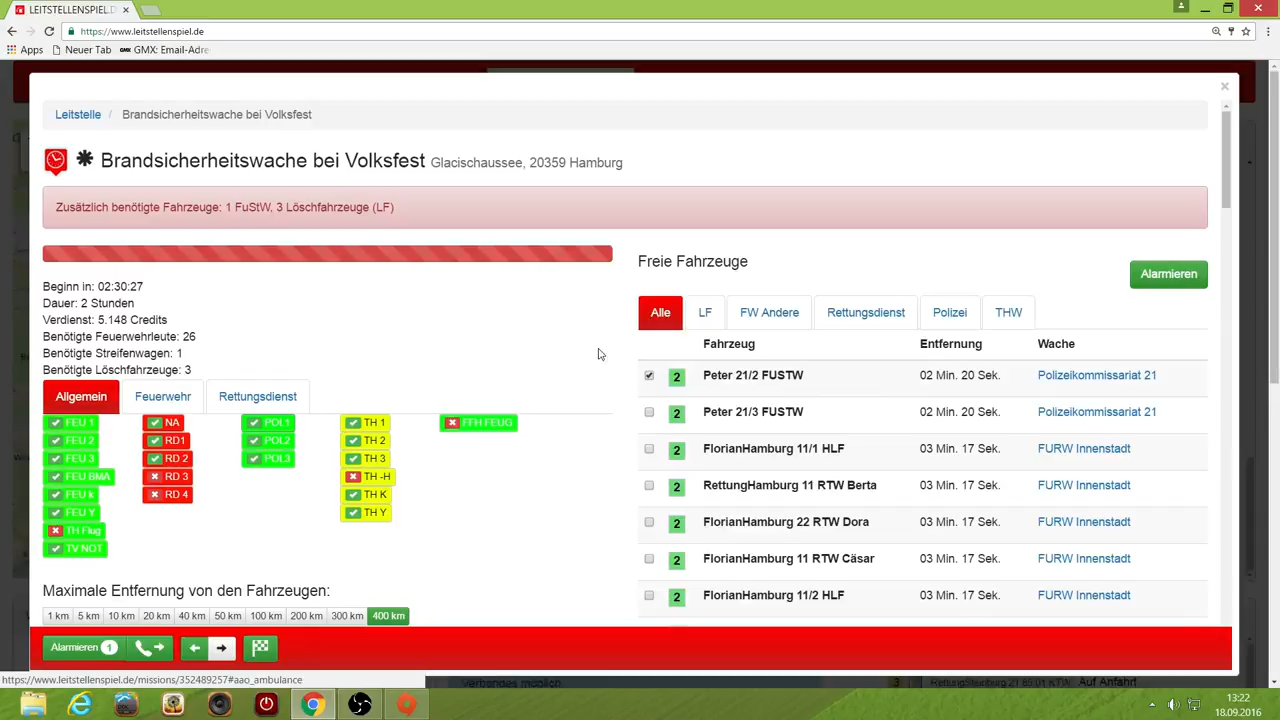 LEITSTELLENSPIEL.D
https://www.leitstellenspiel.de
Apps Neuer Tab GMX: Email-Adre
×
Leitstelle / Brandsicherheitswache bei Volksfest
Brandsicherheitswache bei Volksfest Glacischaussee, 20359 Hamburg
Zusätzlich benötigte Fahrzeuge: 1 FuStW, 3 Löschfahrzeuge (LF)
Beginn in: 02:30:27
Dauer: 2 Stunden
Verdienst: 5.148 Credits
Benötigte Feuerwehrleute: 26
Benötigte Streifenwagen: 1
Benötigte Löschfahrzeuge: 3
Allgemein Feuerwehr Rettungsdienst
FEU 1 NA POL1 TH 1 FFH FEUG
FEU 2 RD1 POL2 TH 2
FEU 3 RD 2 POL3 TH 3
FEU BMA RD 3 TH -H
FEU k RD 4 TH K
FEU Y TH Y
TH Flug
TV NOT
Maximale Entfernung von den Fahrzeugen:
1 km 5 km 10 km 20 km 40 km 50 km 100 km 200 km 300 km 400 km
Freie Fahrzeuge
Alarmieren
Alle LF FW Andere Rettungsdienst Polizei THW
Fahrzeug Entfernung Wache
2 Peter 21/2 FUSTW 02 Min. 20 Sek. Polizeikommissariat 21
2 Peter 21/3 FUSTW 02 Min. 20 Sek. Polizeikommissariat 21
2 FlorianHamburg 11/1 HLF 03 Min. 17 Sek. FURW Innenstadt
2 RettungHamburg 11 RTW Berta 03 Min. 17 Sek. FURW Innenstadt
2 FlorianHamburg 22 RTW Dora 03 Min. 17 Sek. FURW Innenstadt
2 FlorianHamburg 11 RTW Cäsar 03 Min. 17 Sek. FURW Innenstadt
2 FlorianHamburg 11/2 HLF 03 Min. 17 Sek. FURW Innenstadt
Alarmieren 1
https://www.leitstellenspiel.de/missions/352489257#aao_ambulance
Verbandes möglich
RettungSteinburg 21 85 01 KTW Auf Anfahrt
13:22
18.09.2016